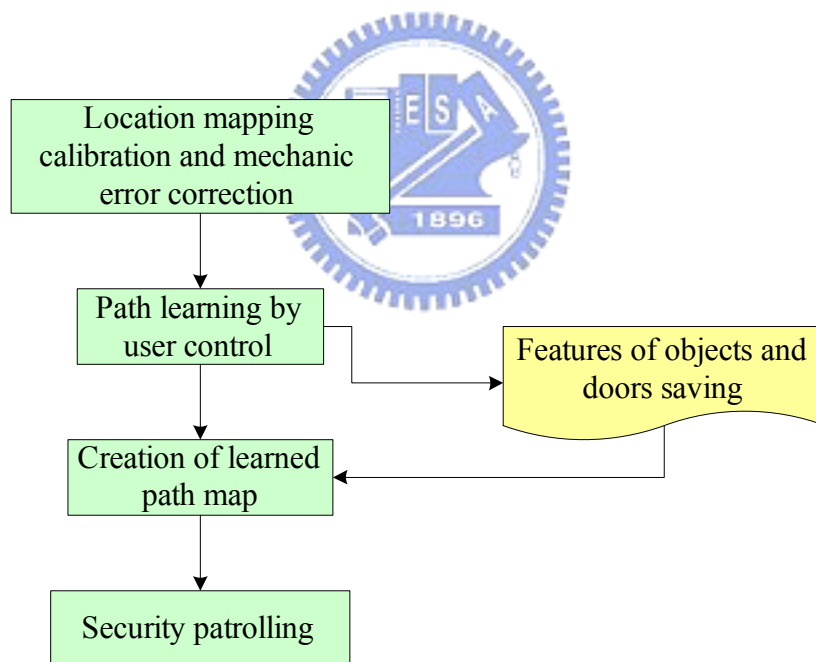 Location mapping
calibration and mechanic
error correction
E S A
1896
Path learning by
user control
Features of objects and
doors saving
Creation of learned
path map
Security patrolling